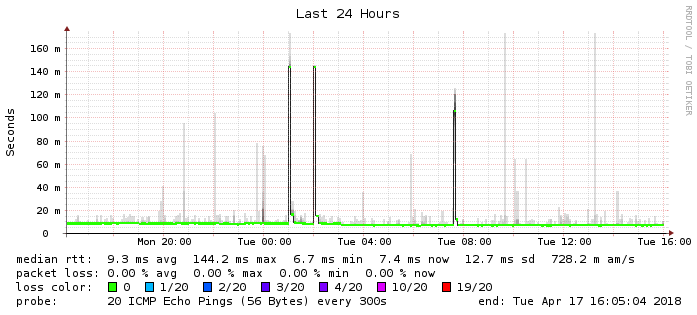 Last 24 Hours
RRDTOOL / TOBI OETIKER
Seconds
160 m
140 m
120 m
100 m
80 m
60 m
40 m
20 m
0
Mon 20:00 Tue 00:00 Tue 04:00 Tue 08:00 Tue 12:00 Tue 16:00
median rtt: 9.3 ms avg 144.2 ms max 6.7 ms min 7.4 ms now 12.7 ms sd 728.2 m am/s
packet loss: 0.00 % avg 0.00 % max 0.00 % min 0.00 % now
loss color: 0 1/20 2/20 3/20 4/20 10/20 19/20
probe: 20 ICMP Echo Pings (56 Bytes) every 300s end: Tue Apr 17 16:05:04 2018